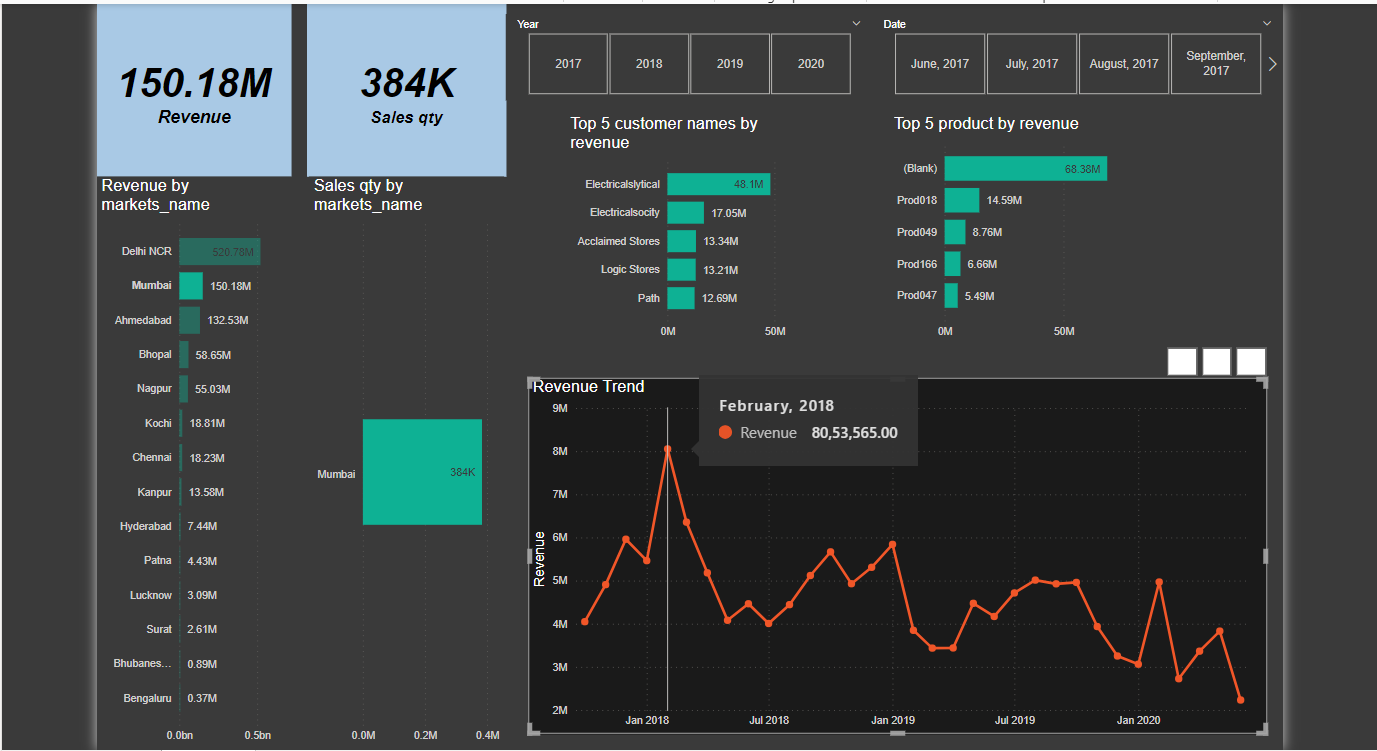 150.18M
Revenue
384K
Sales qty
Year
2017
2018
2019
2020
Date
June, 2017
July, 2017
August, 2017
September,
2017
Revenue by
markets_name
Delhi NCR 520.78M
Mumbai 150.18M
Ahmedabad 132.53M
Bhopal 58.65M
Nagpur 55.03M
Kochi 18.81M
Chennai 18.23M
Kanpur 13.58M
Hyderabad 7.44M
Patna 4.43M
Lucknow 3.09M
Surat 2.61M
Bhubanes... 0.89M
Bengaluru 0.37M
0.0bn 0.5bn
Sales qty by
markets_name
Mumbai 384K
0.0M 0.2M 0.4M
Top 5 customer names by
revenue
Electricalslytical 48.1M
Electricalsocity 17.05M
Acclaimed Stores 13.34M
Logic Stores 13.21M
Path 12.69M
0M 50M
Top 5 product by revenue
(Blank) 68.38M
Prod018 14.59M
Prod049 8.76M
Prod166 6.66M
Prod047 5.49M
0M 50M
Revenue Trend
February, 2018
Revenue 80,53,565.00
Revenue
9M
8M
7M
6M
5M
4M
3M
2M
Jan 2018 Jul 2018 Jan 2019 Jul 2019 Jan 2020